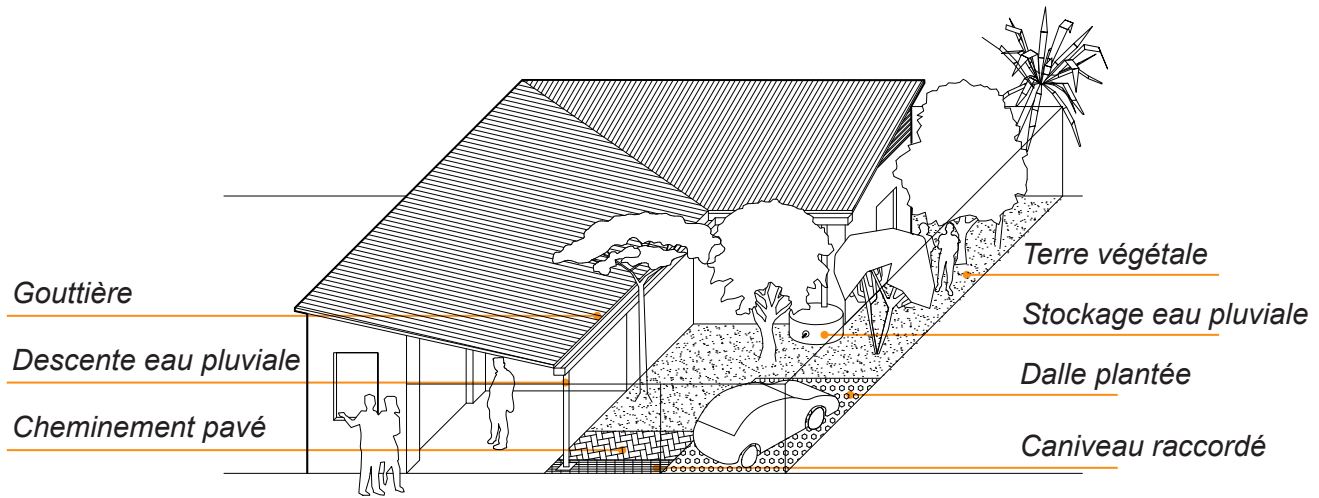 Gouttière
Descente eau pluviale
Cheminement pavé
Terre végétale
Stockage eau pluviale
Dalle plantée
Caniveau raccordé